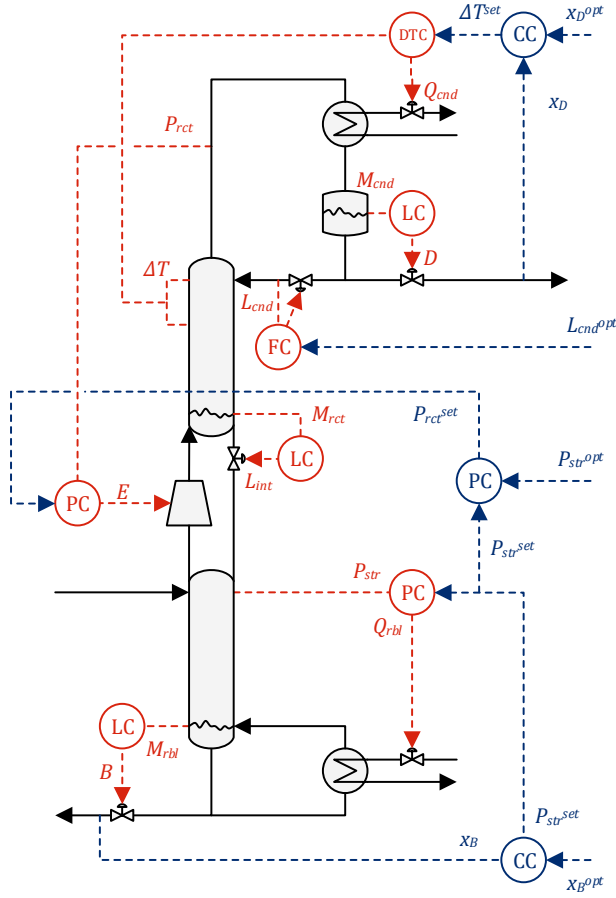 x_D^opt
ΔT^set
DTC
CC
Q_cnd
x_D
P_rct
M_cnd
LC
D
ΔT
L_cnd
L_cnd^opt
FC
P_rct^set
M_rct
P_str^opt
LC
L_int
PC
E
PC
P_str^set
P_str
PC
Q_rbl
LC
M_rbl
B
P_str^set
x_B
CC
x_B^opt